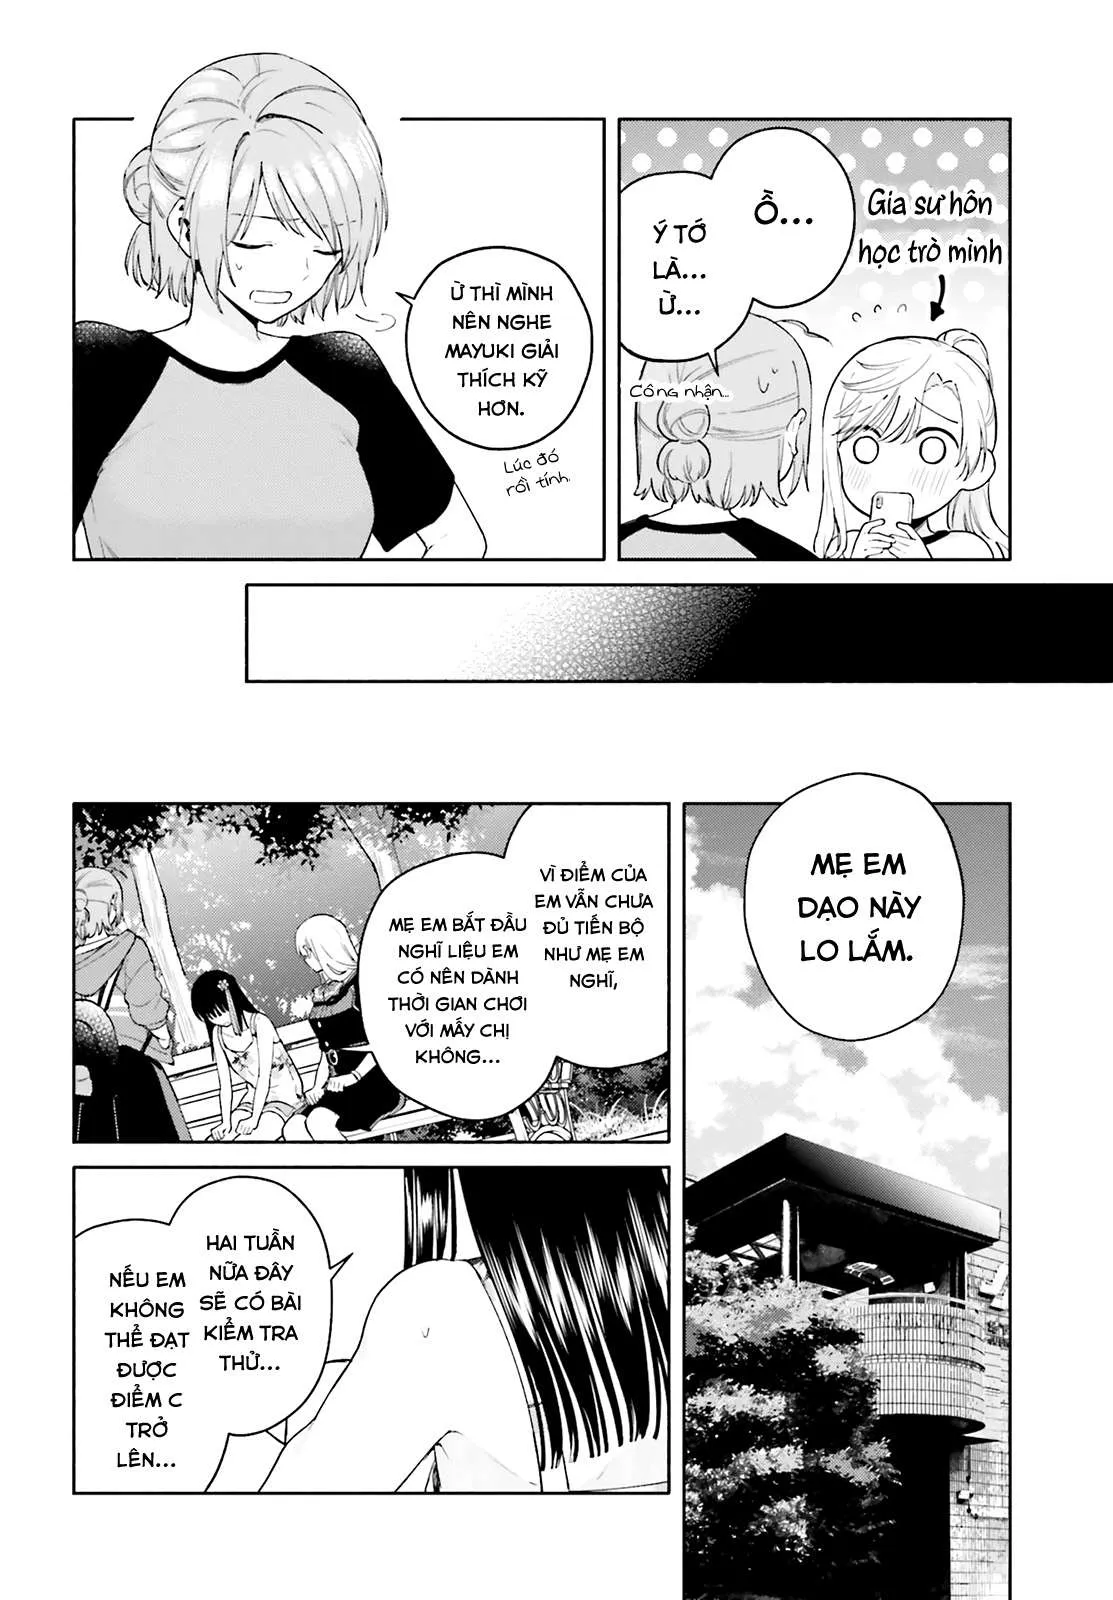 Ồ...
Ý TỚ
LÀ...
Ừ...
Gia sư hôn
học trò mình
Công nhận...
Ừ THÌ MÌNH
NÊN NGHE
MAYUKI GIẢI
THÍCH KỸ
HƠN.
Lúc đó
rồi tính.
MẸ EM
DẠO NÀY
LO LẮM.
VÌ ĐIỂM CỦA
EM VẪN CHƯA
ĐỦ TIẾN BỘ
NHƯ MẸ EM
NGHĨ,
MẸ EM BẮT ĐẦU
NGHĨ LIỆU EM
CÓ NÊN DÀNH
THỜI GIAN CHƠI
VỚI MẤY CHỊ
KHÔNG...
HAI TUẦN
NỮA ĐÂY
SẼ CÓ BÀI
KIỂM TRA
THỬ...
NẾU EM
KHÔNG
THỂ ĐẠT
ĐƯỢC
ĐIỂM C
TRỞ
LÊN...